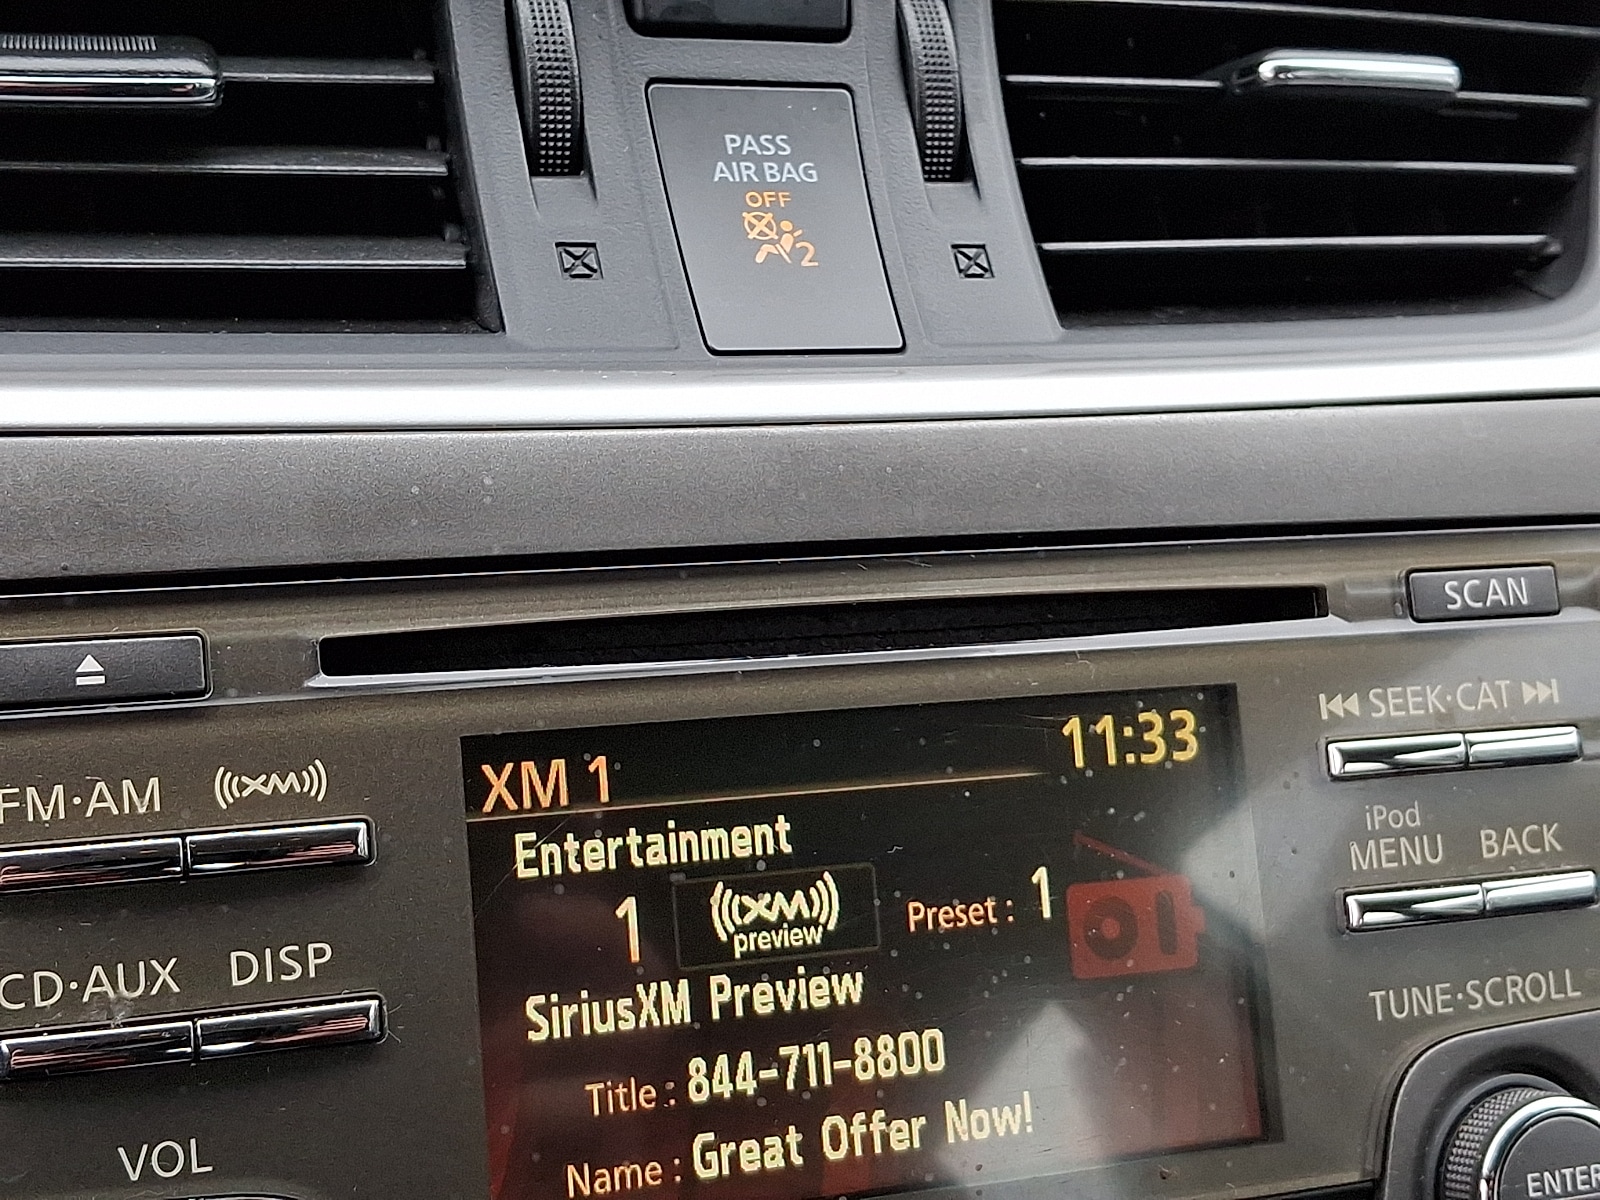 PASS
AIR BAG
OFF
2
SCAN
SEEK·CAT
FM·AM
((XM))
XM 1
11:33
Entertainment
iPod
MENU
BACK
1
(((XM)))
preview
Preset : 1
CD·AUX
DISP
SiriusXM Preview
TUNE·SCROLL
Title : 844-711-8800
VOL
Name : Great Offer Now!
ENTER